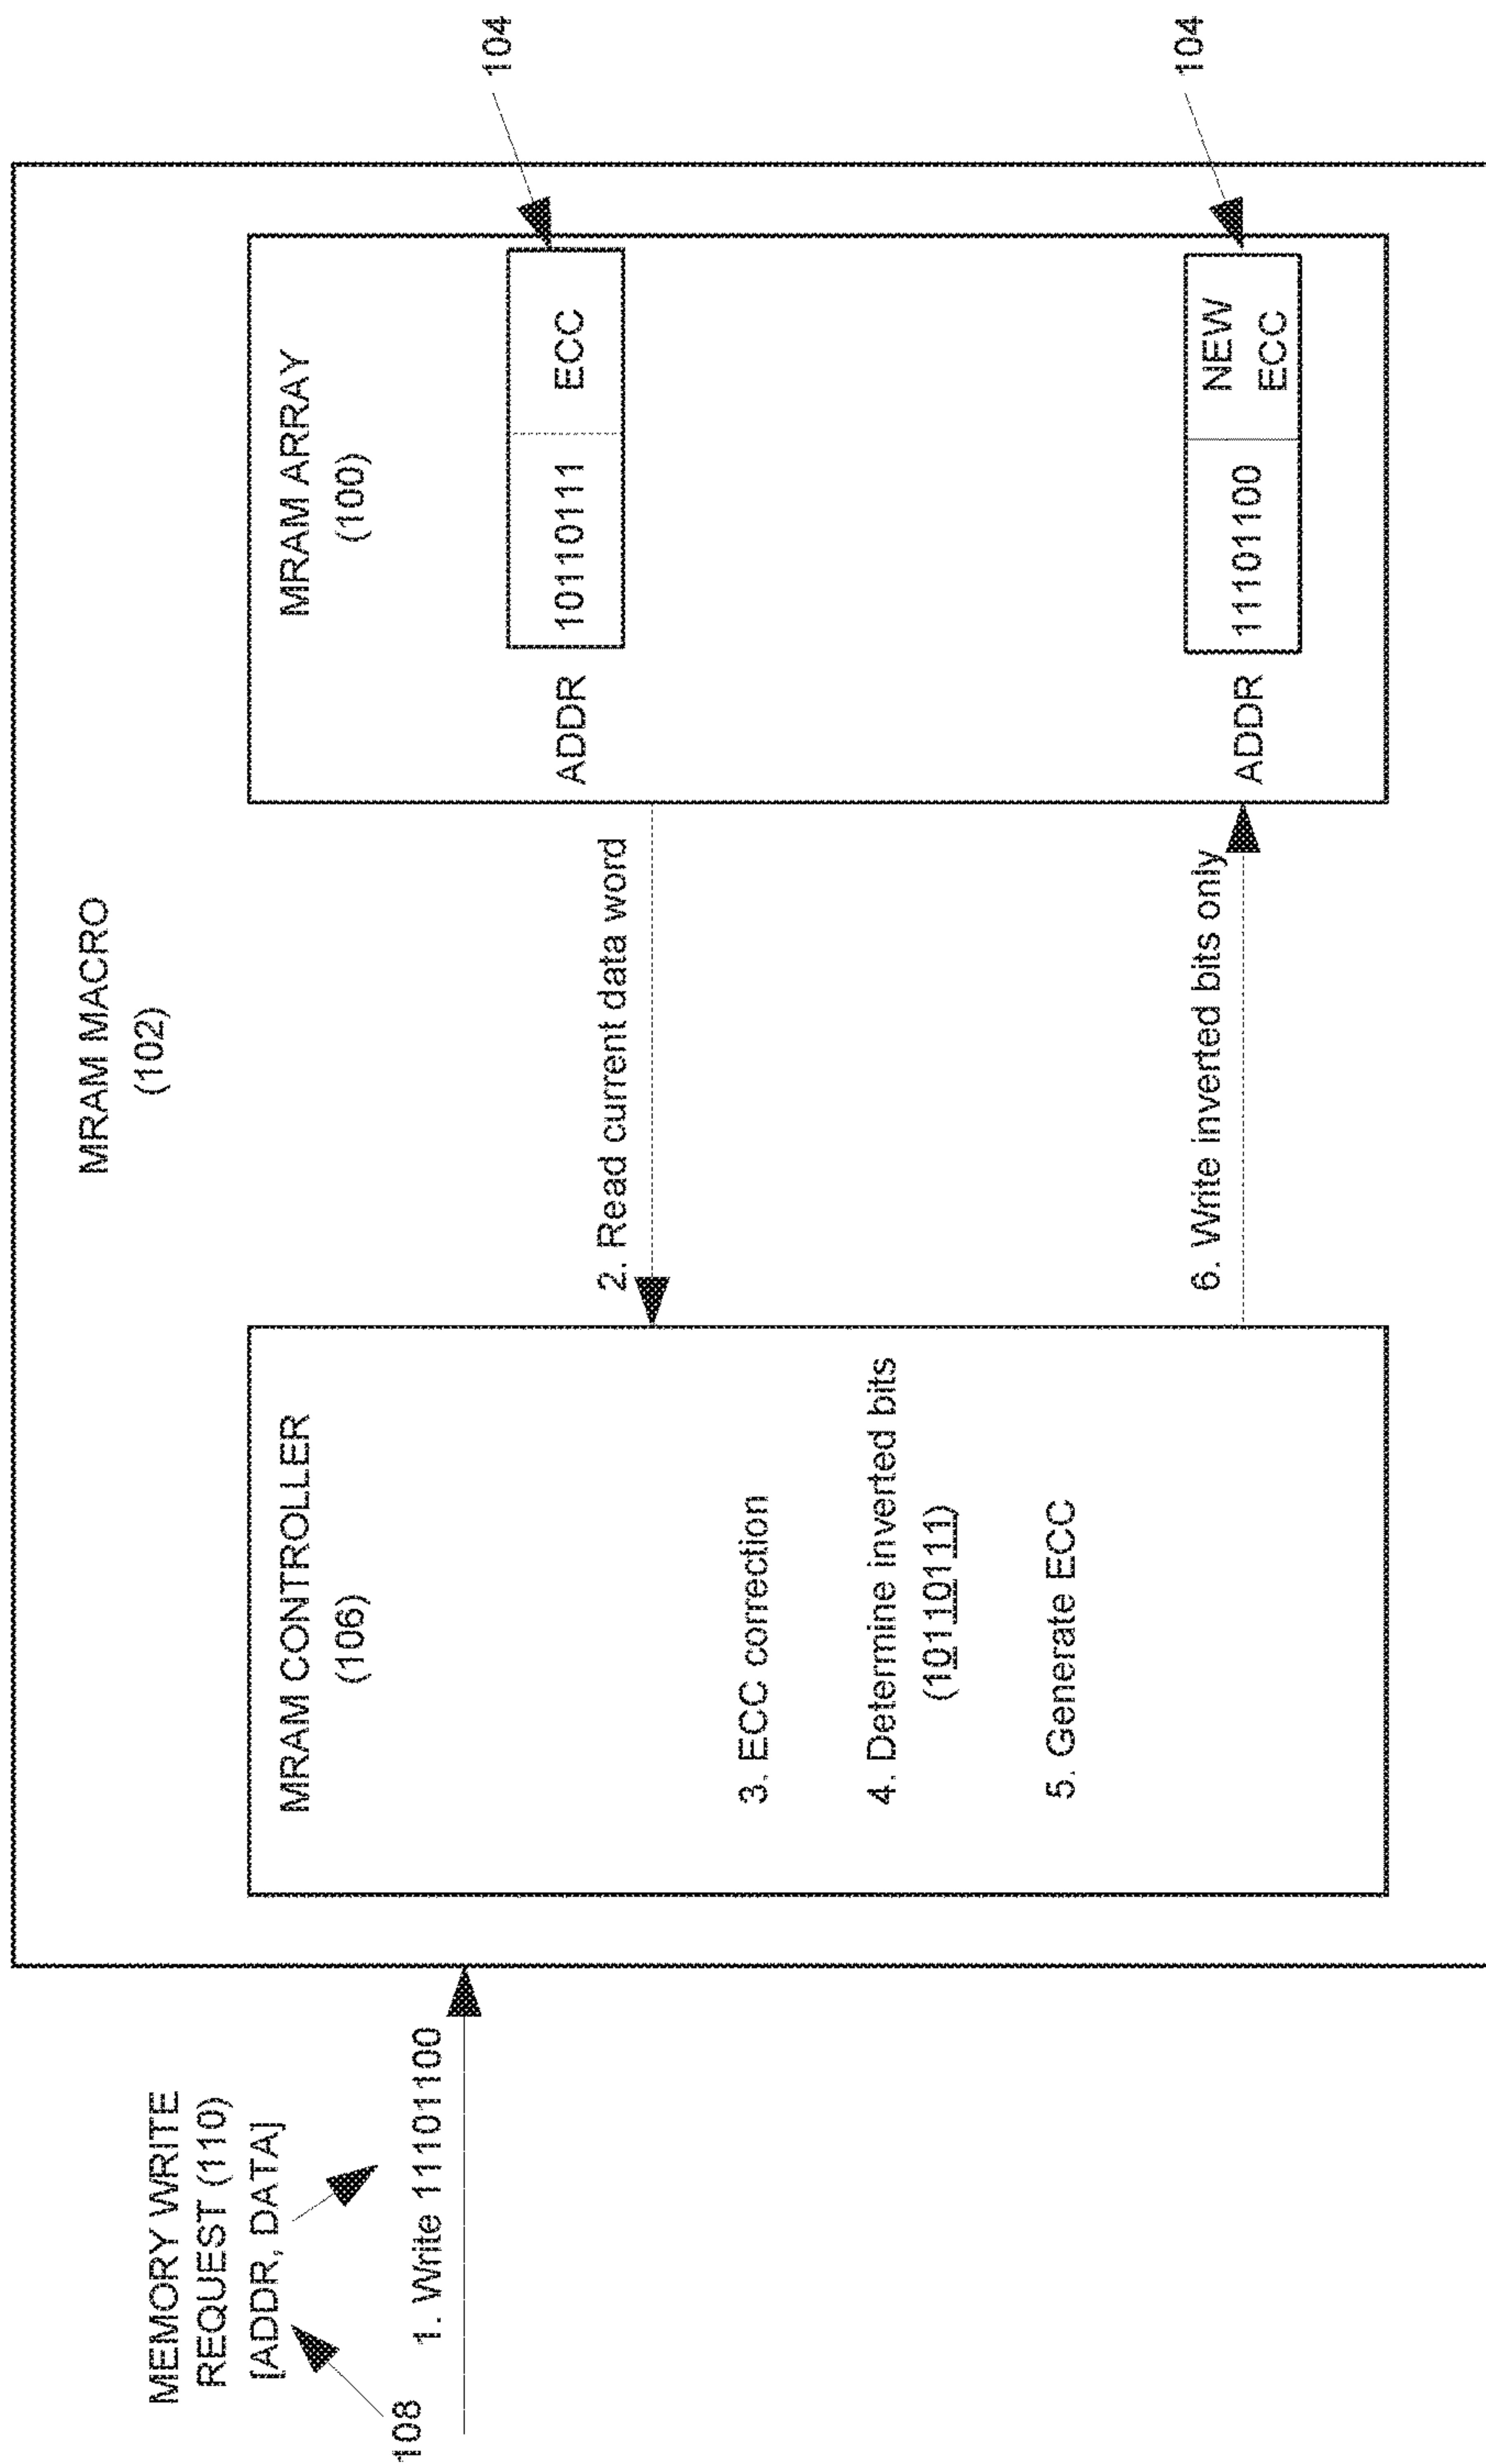 MRAM MACRO
(102)
MEMORY WRITE
REQUEST (110)
[ADDR, DATA]
108
1. Write 11101100
MRAM CONTROLLER
(106)
3. ECC correction
4. Determine inverted bits
(10110111)
5. Generate ECC
2. Read current data word
6. Write inverted bits only
MRAM ARRAY
(100)
ADDR 10110111 ECC
104
ADDR 11101100 NEW
ECC
104